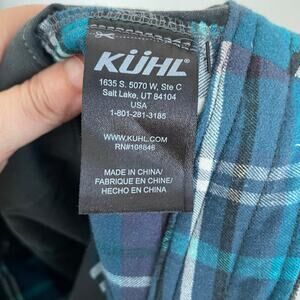 KÜHL®
1635 S. 5070 W, Ste C
Salt Lake, UT 84104
USA
1-801-281-3185
WWW.KUHL.COM
RN#108846
MADE IN CHINA/
FABRIQUE EN CHINE/
HECHO EN CHINA